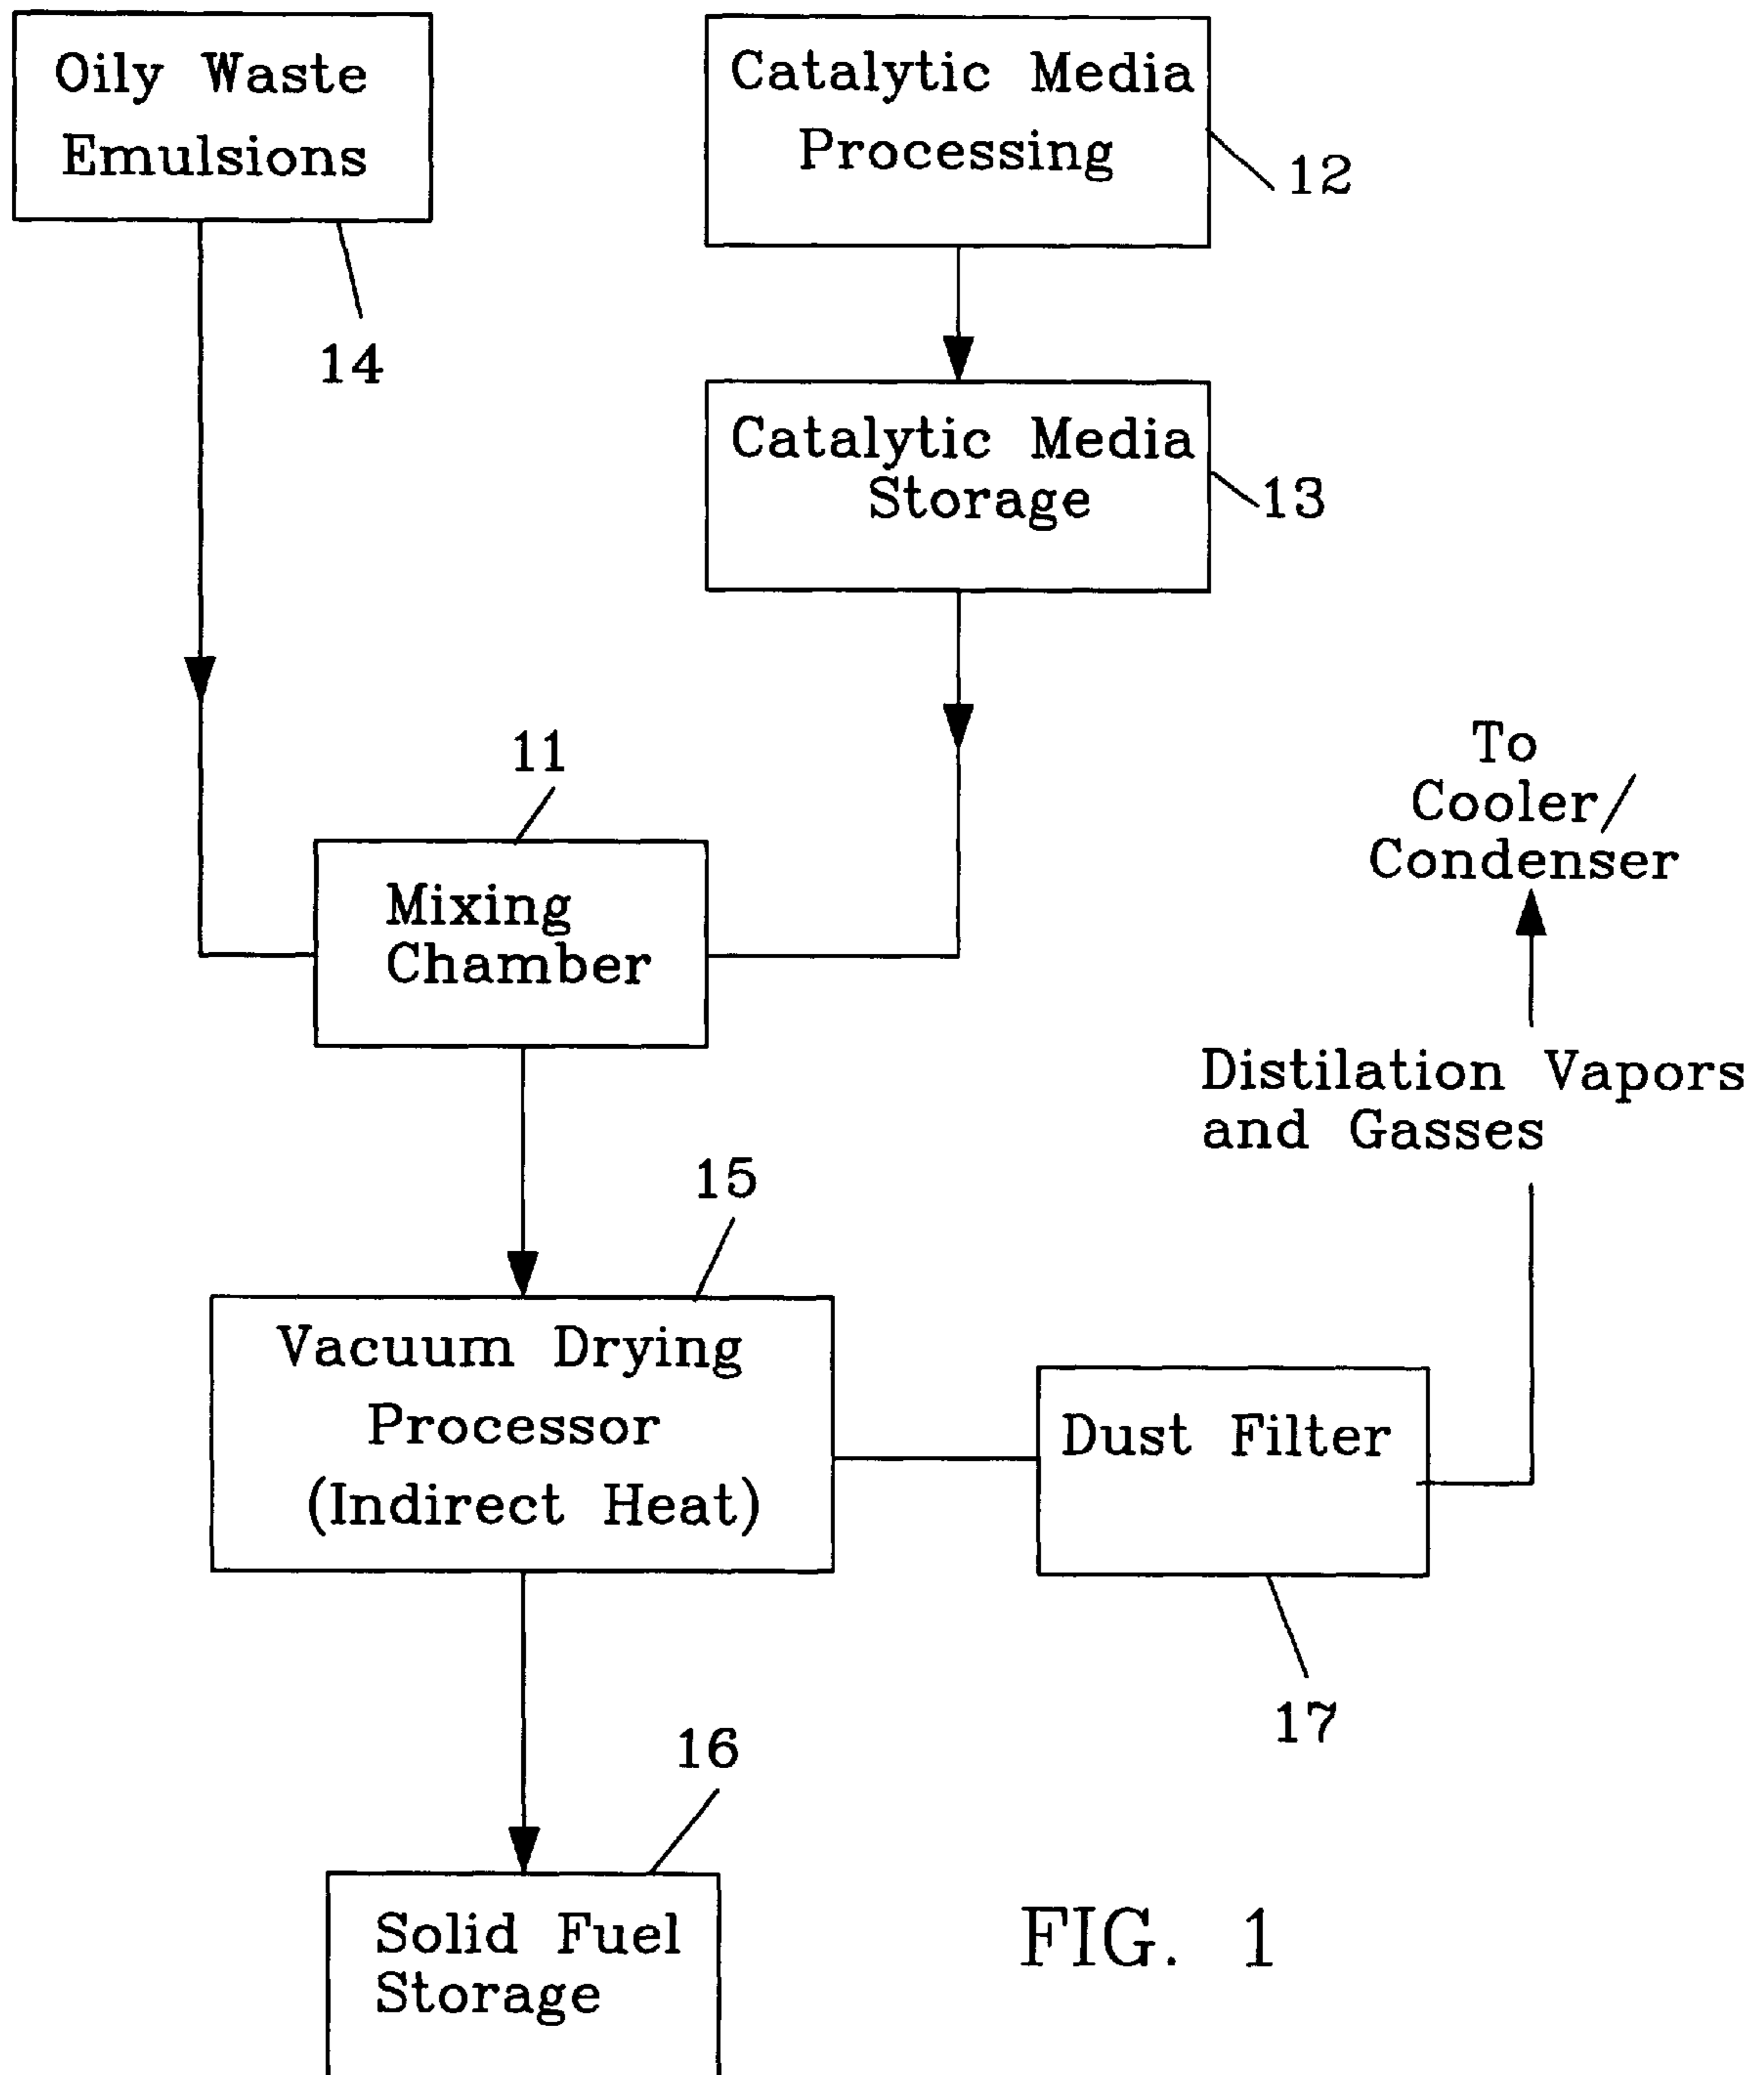 Oily Waste
Emulsions
14
Catalytic Media
Processing
12
Catalytic Media
Storage
13
11
Mixing
Chamber
To
Cooler/
Condenser
Distilation Vapors
and Gasses
15
Vacuum Drying
Processor
(Indirect Heat)
Dust Filter
17
16
Solid Fuel
Storage
FIG. 1